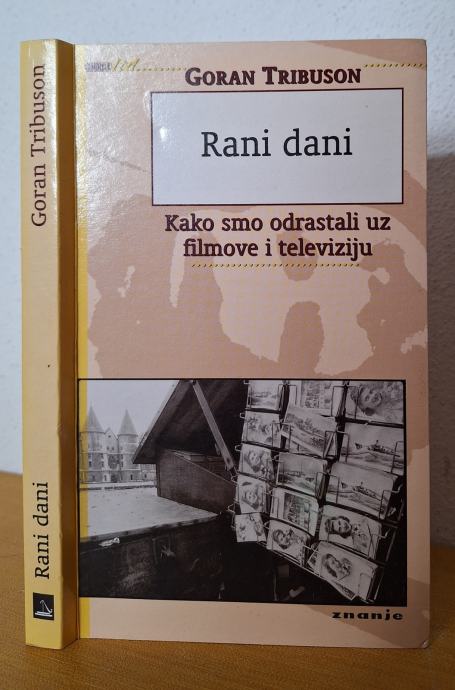 Goran Tribuson
Rani dani
GORAN TRIBUSON
Rani dani
Kako smo odrastali uz
filmove i televiziju
znanje